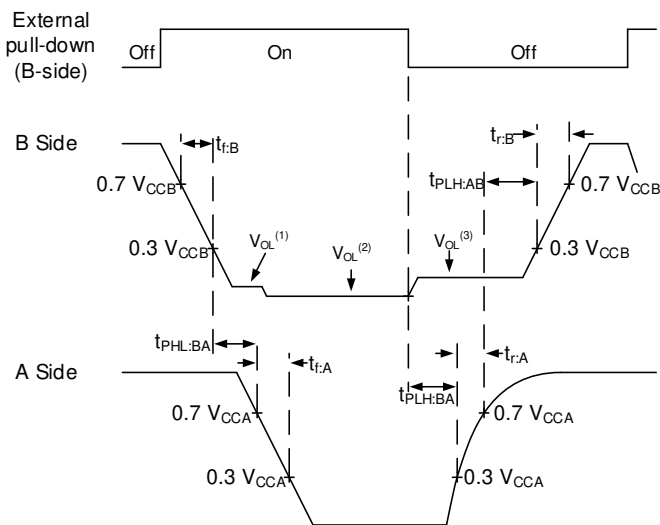 External
pull-down
(B-side)
Off
On
Off
B Side
t_f:B
t_r:B
0.7 V_CCB
t_PLH:AB
0.7 V_CCB
0.3 V_CCB
V_OL^(1)
V_OL^(2)
V_OL^(3)
0.3 V_CCB
t_PHL:BA
A Side
t_f:A
t_PLH:BA
t_r:A
0.7 V_CCA
0.7 V_CCA
0.3 V_CCA
0.3 V_CCA